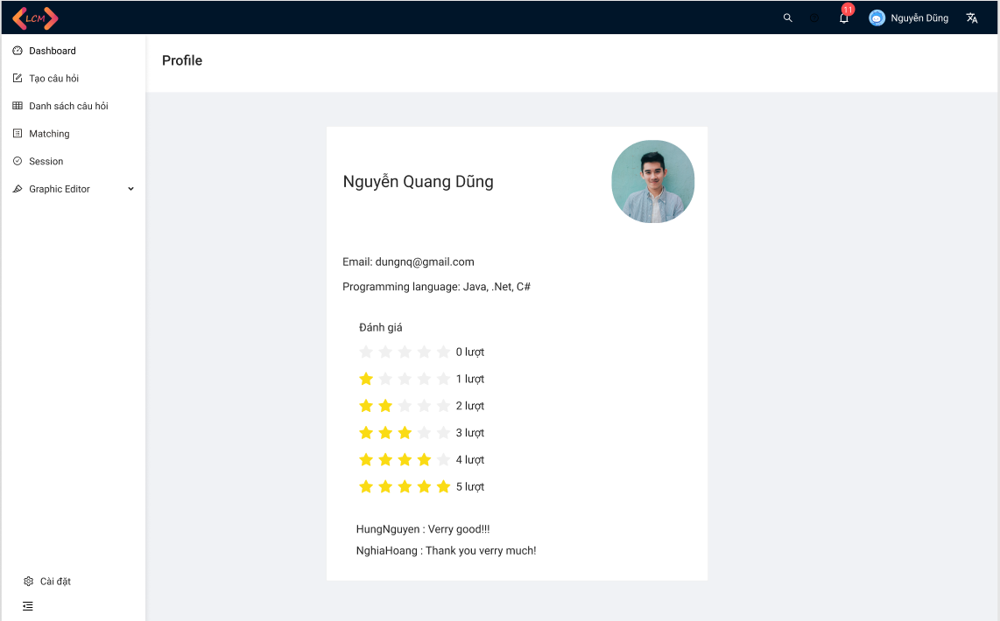 LCM
11
Nguyễn Dũng
Dashboard
Tạo câu hỏi
Danh sách câu hỏi
Matching
Session
Graphic Editor
Cài đặt
Profile
Nguyễn Quang Dũng
Email: dungnq@gmail.com
Programming language: Java, .Net, C#
Đánh giá
0 lượt
1 lượt
2 lượt
3 lượt
4 lượt
5 lượt
HungNguyen : Verry good!!!
NghiaHoang : Thank you verry much!